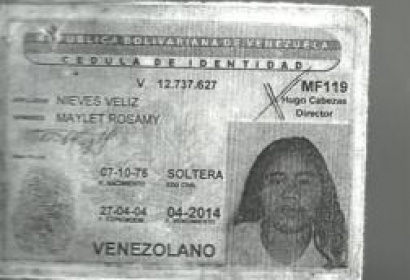 REPUBLICA BOLIVARIANA DE VENEZUELA
CEDULA DE IDENTIDAD
V 12.737.627
MF119
Hugo Cabezas
Director
APELLIDOS NIEVES VELIZ
NOMBRES MAYLET ROSAMY
07-10-76 SOLTERA
F. NACIMIENTO EDO CIVIL
27-04-04 04-2014
F. EXPEDICION F. VENCIMIENTO
VENEZOLANO